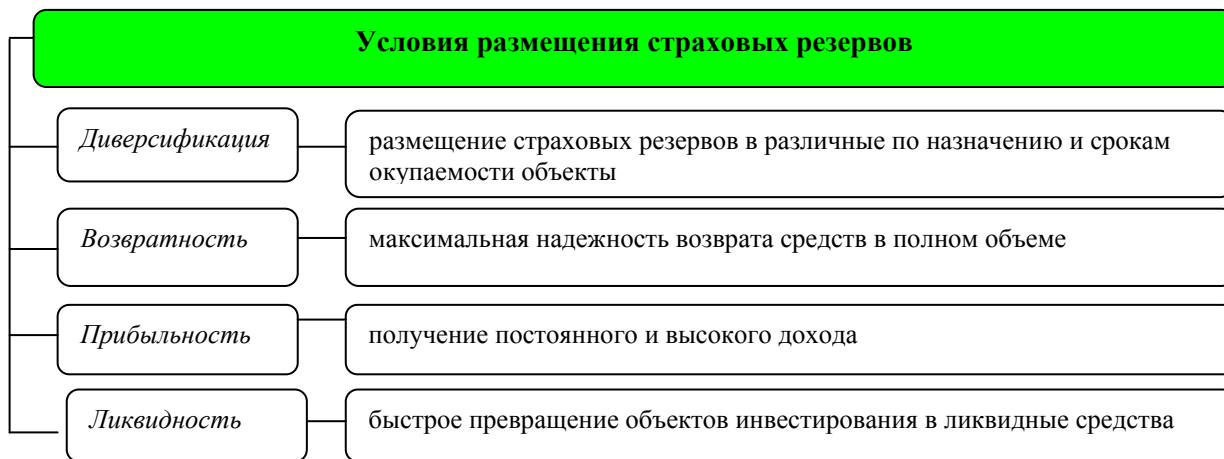 Условия размещения страховых резервов
Диверсификация
размещение страховых резервов в различные по назначению и срокам
окупаемости объекты
Возвратность
максимальная надежность возврата средств в полном объеме
Прибыльность
получение постоянного и высокого дохода
Ликвидность
быстрое превращение объектов инвестирования в ликвидные средства